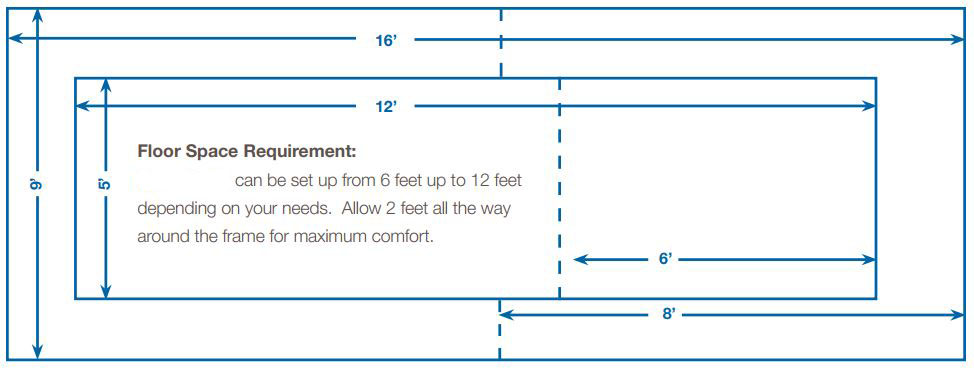 16’
12’
Floor Space Requirement:
can be set up from 6 feet up to 12 feet
depending on your needs.  Allow 2 feet all the way
around the frame for maximum comfort.
9’
5’
6’
8’